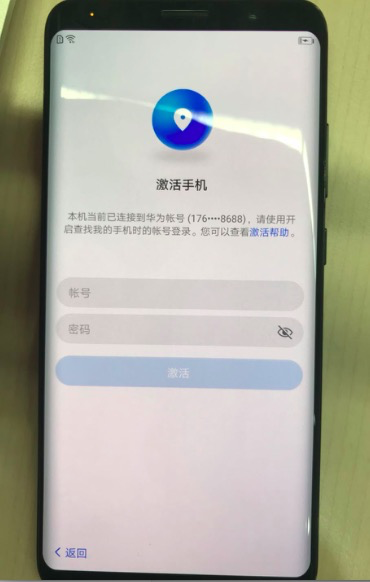 激活手机
本机当前已连接到华为帐号 (176••••8688)，请使用开
启查找我的手机时的帐号登录。您可以查看激活帮助。
帐号
密码
激活
返回